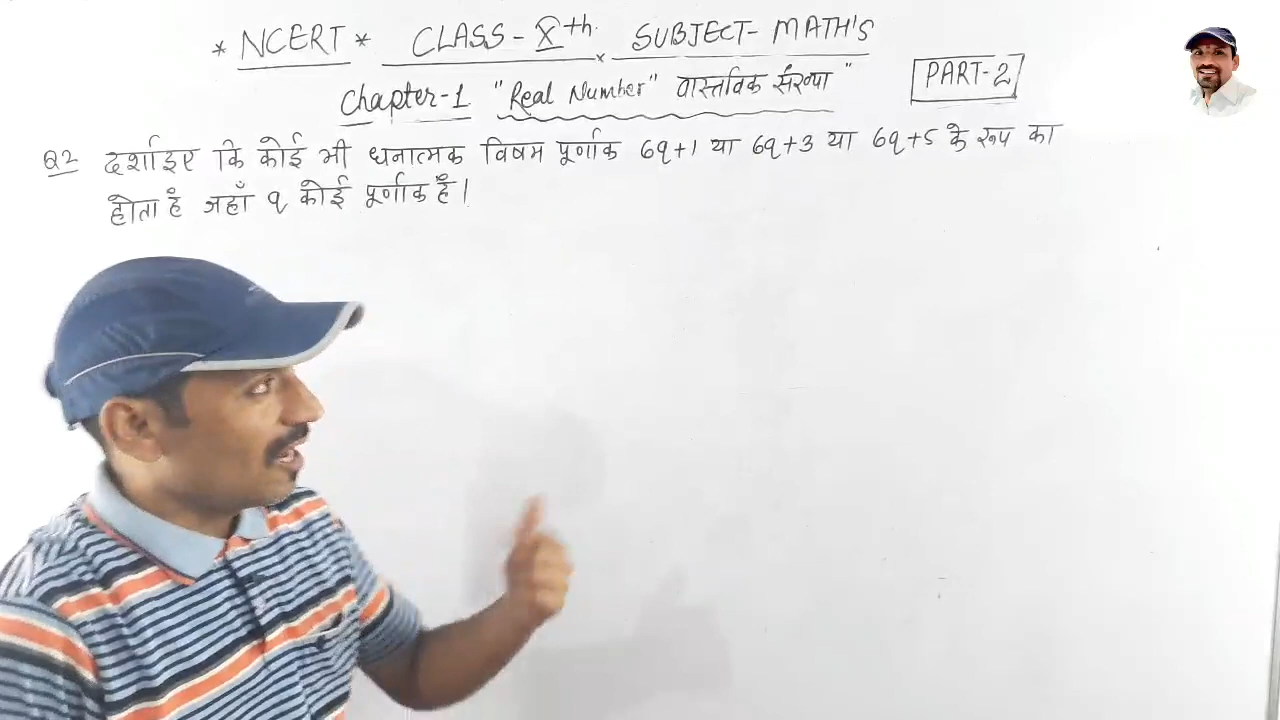 * NCERT * CLASS - Xth. SUBJECT - MATH'S
Chapter-1 "Real Number" वास्तविक संख्या" PART-2
Q2 दर्शाइए कि कोई भी धनात्मक विषम पूर्णांक 6q+1 या 6q+3 या 6q+5 के रूप का
होता है जहाँ q कोई पूर्णांक है।